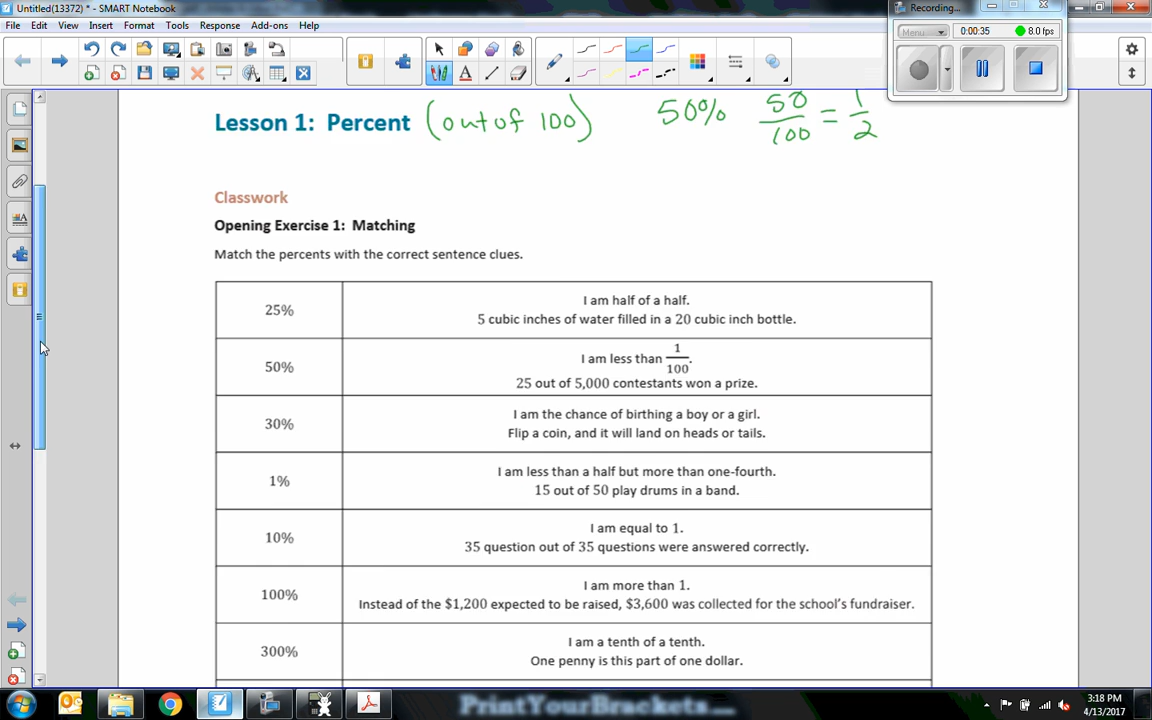 Untitled(13372) * - SMART Notebook
File Edit View Insert Format Tools Response Add-ons Help
Recording...
Menu 0:00:35 8.0 fps
Lesson 1: Percent (out of 100) 50% 50/100 = 1/2
Classwork
Opening Exercise 1: Matching
Match the percents with the correct sentence clues.
25%
I am half of a half.
5 cubic inches of water filled in a 20 cubic inch bottle.
50%
I am less than 1/100.
25 out of 5,000 contestants won a prize.
30%
I am the chance of birthing a boy or a girl.
Flip a coin, and it will land on heads or tails.
1%
I am less than a half but more than one-fourth.
15 out of 50 play drums in a band.
10%
I am equal to 1.
35 question out of 35 questions were answered correctly.
100%
I am more than 1.
Instead of the $1,200 expected to be raised, $3,600 was collected for the school's fundraiser.
300%
I am a tenth of a tenth.
One penny is this part of one dollar.
PrintYourBrackets.com
3:18 PM
4/13/2017